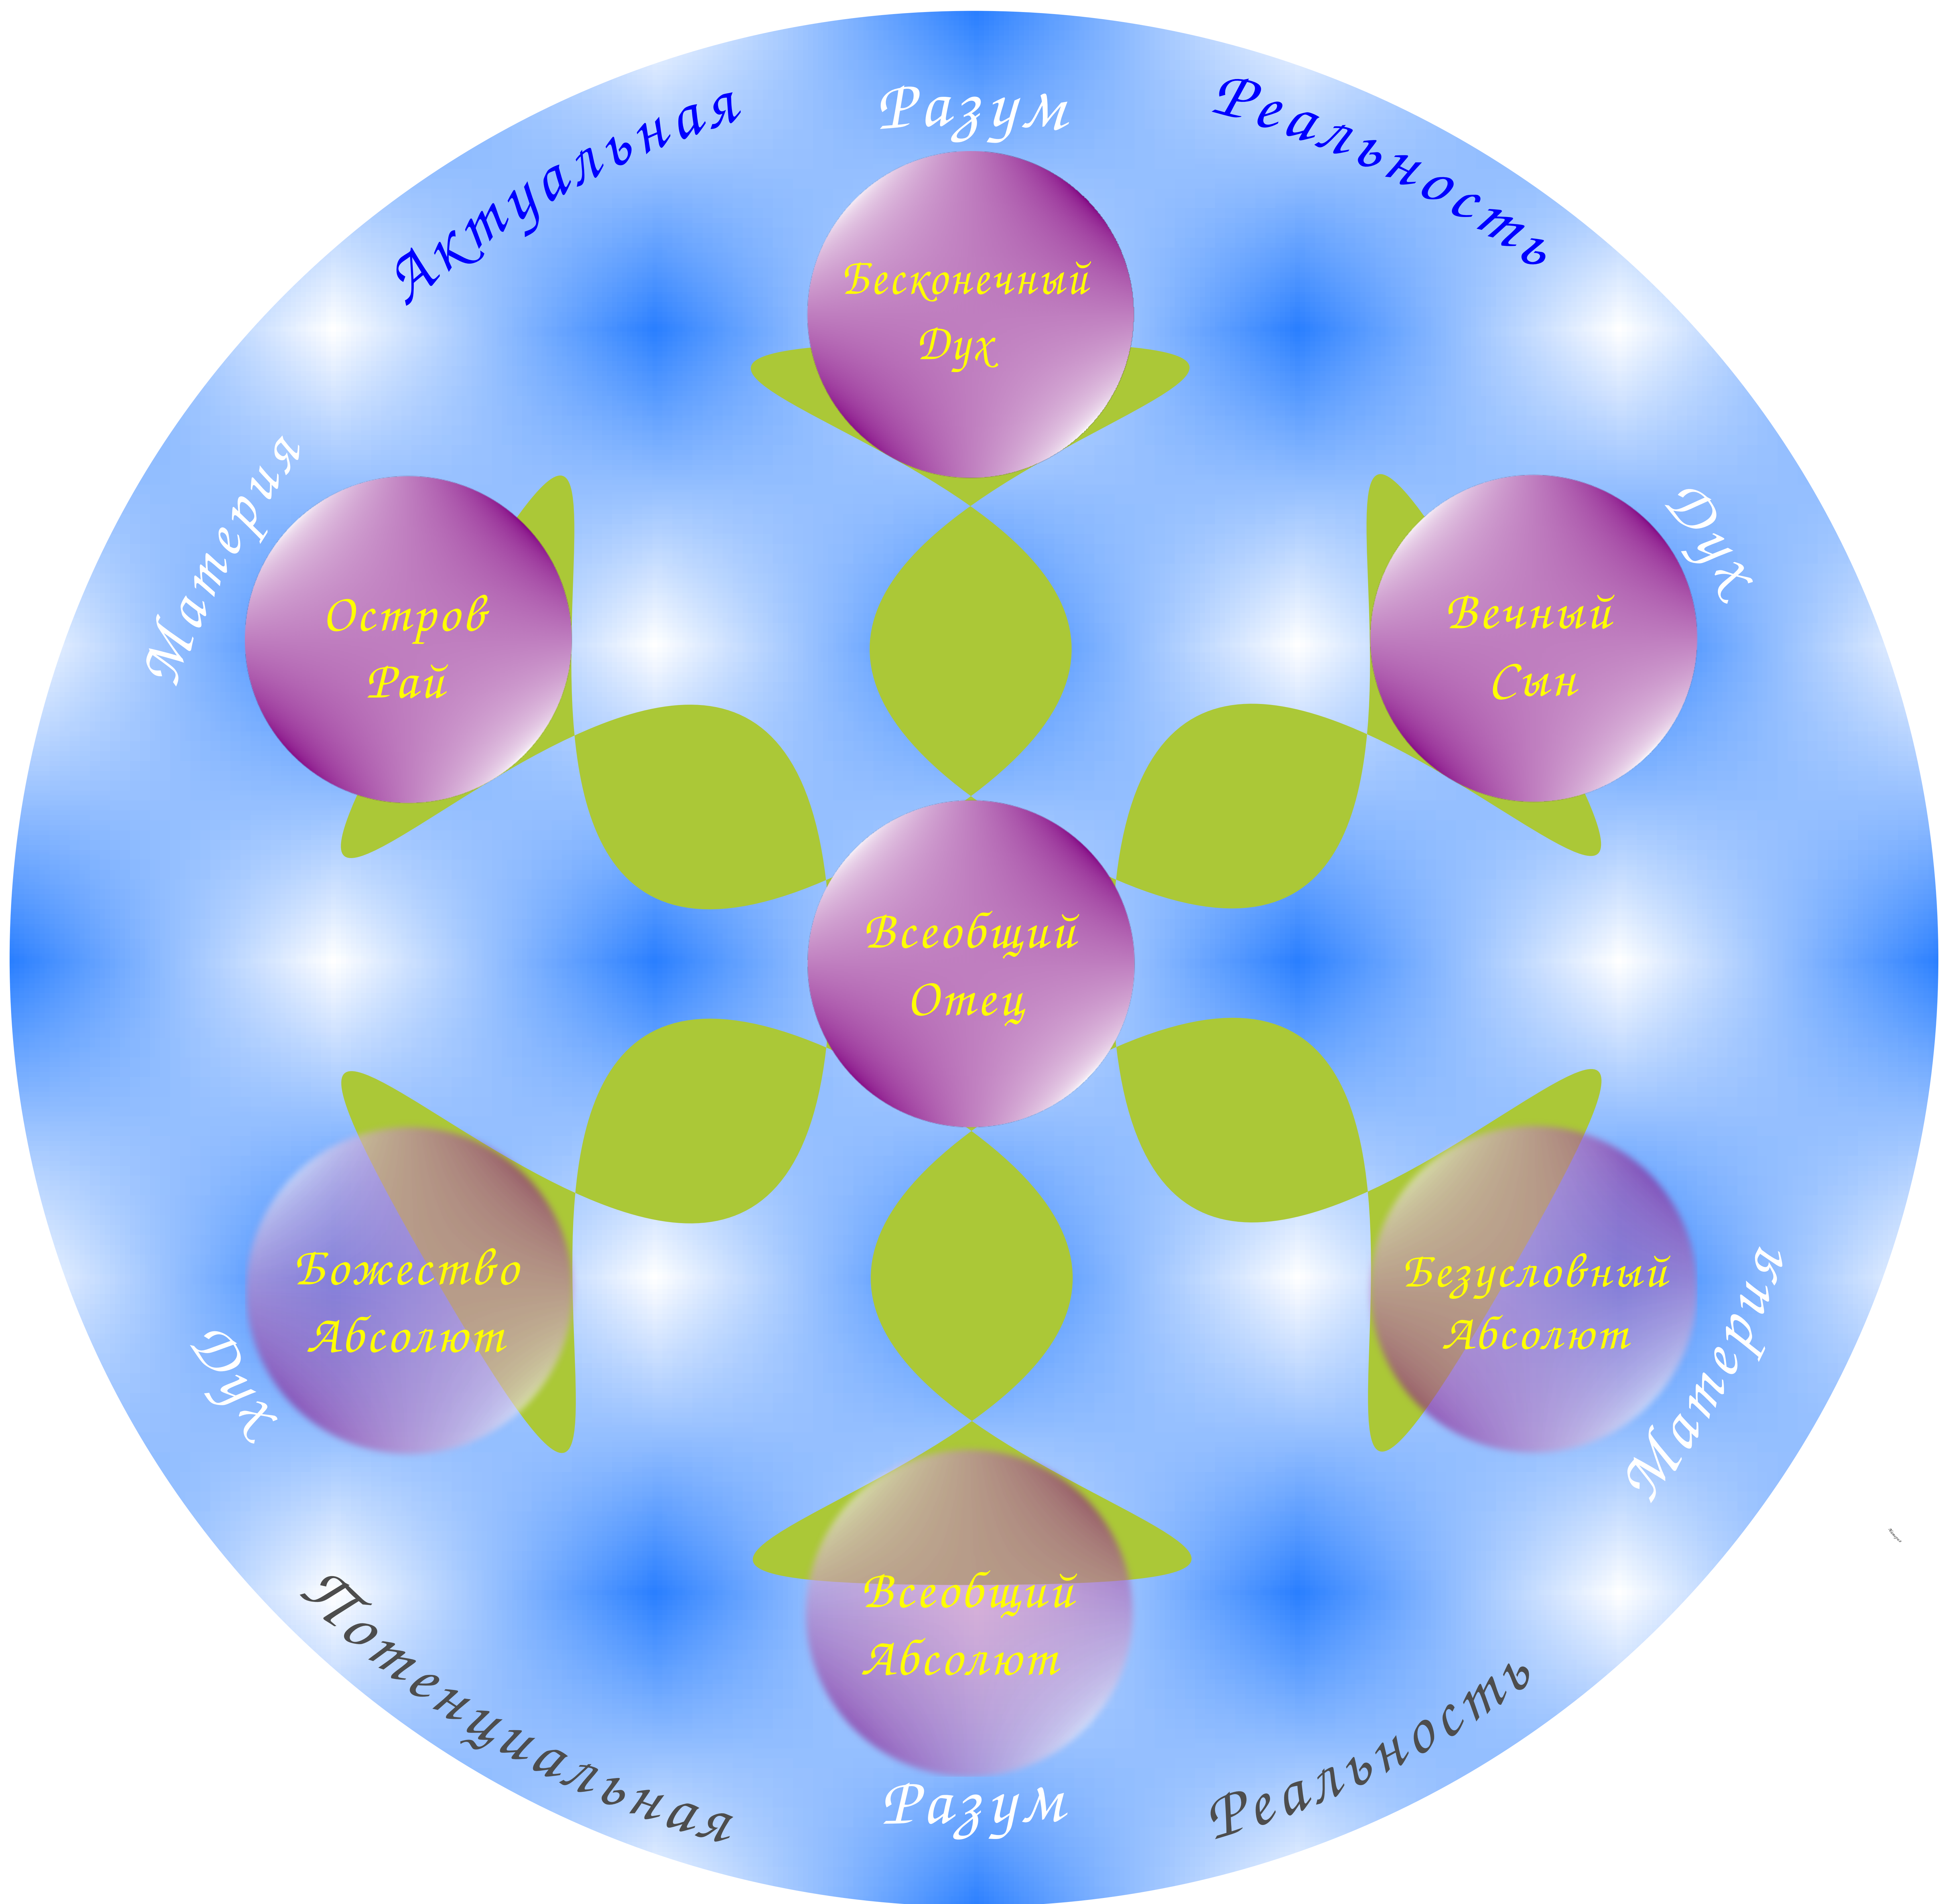 Актуальная
Реальность
Разум
Бесконечный
Дух
Материя
Дух
Остров
Рай
Вечный
Сын
Всеобщий
Отец
Божество
Абсолют
Безусловный
Абсолют
Дух
Материя
Всеобщий
Абсолют
Потенциальная
Реальность
Разум